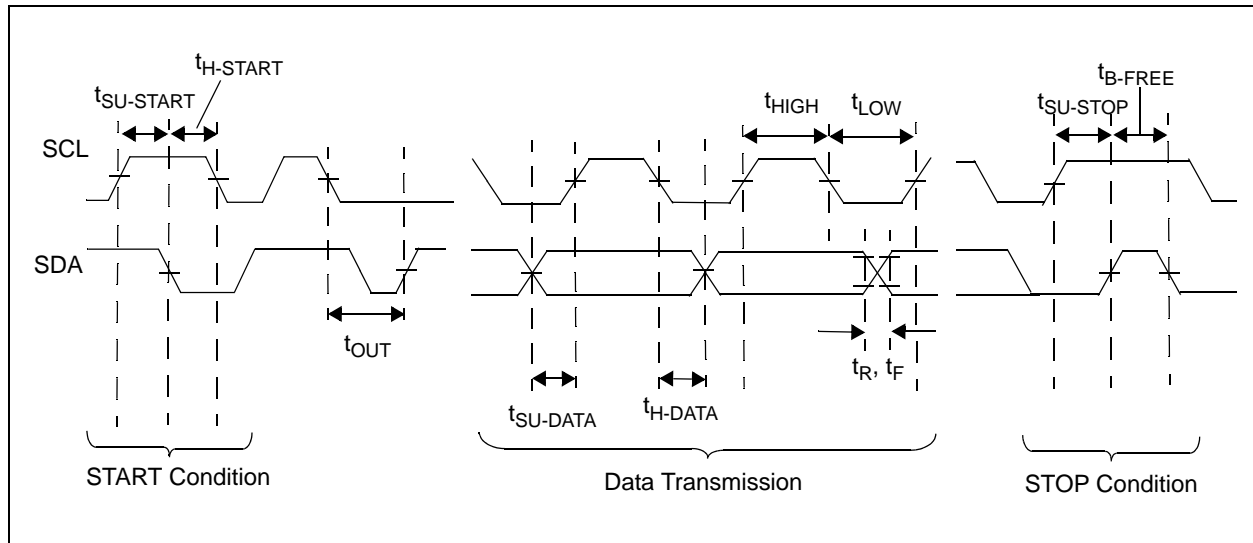 tH-START
tSU-START
SCL
SDA
tOUT
tHIGH
tLOW
tSU-DATA
tH-DATA
tR, tF
tB-FREE
tSU-STOP
START Condition
Data Transmission
STOP Condition